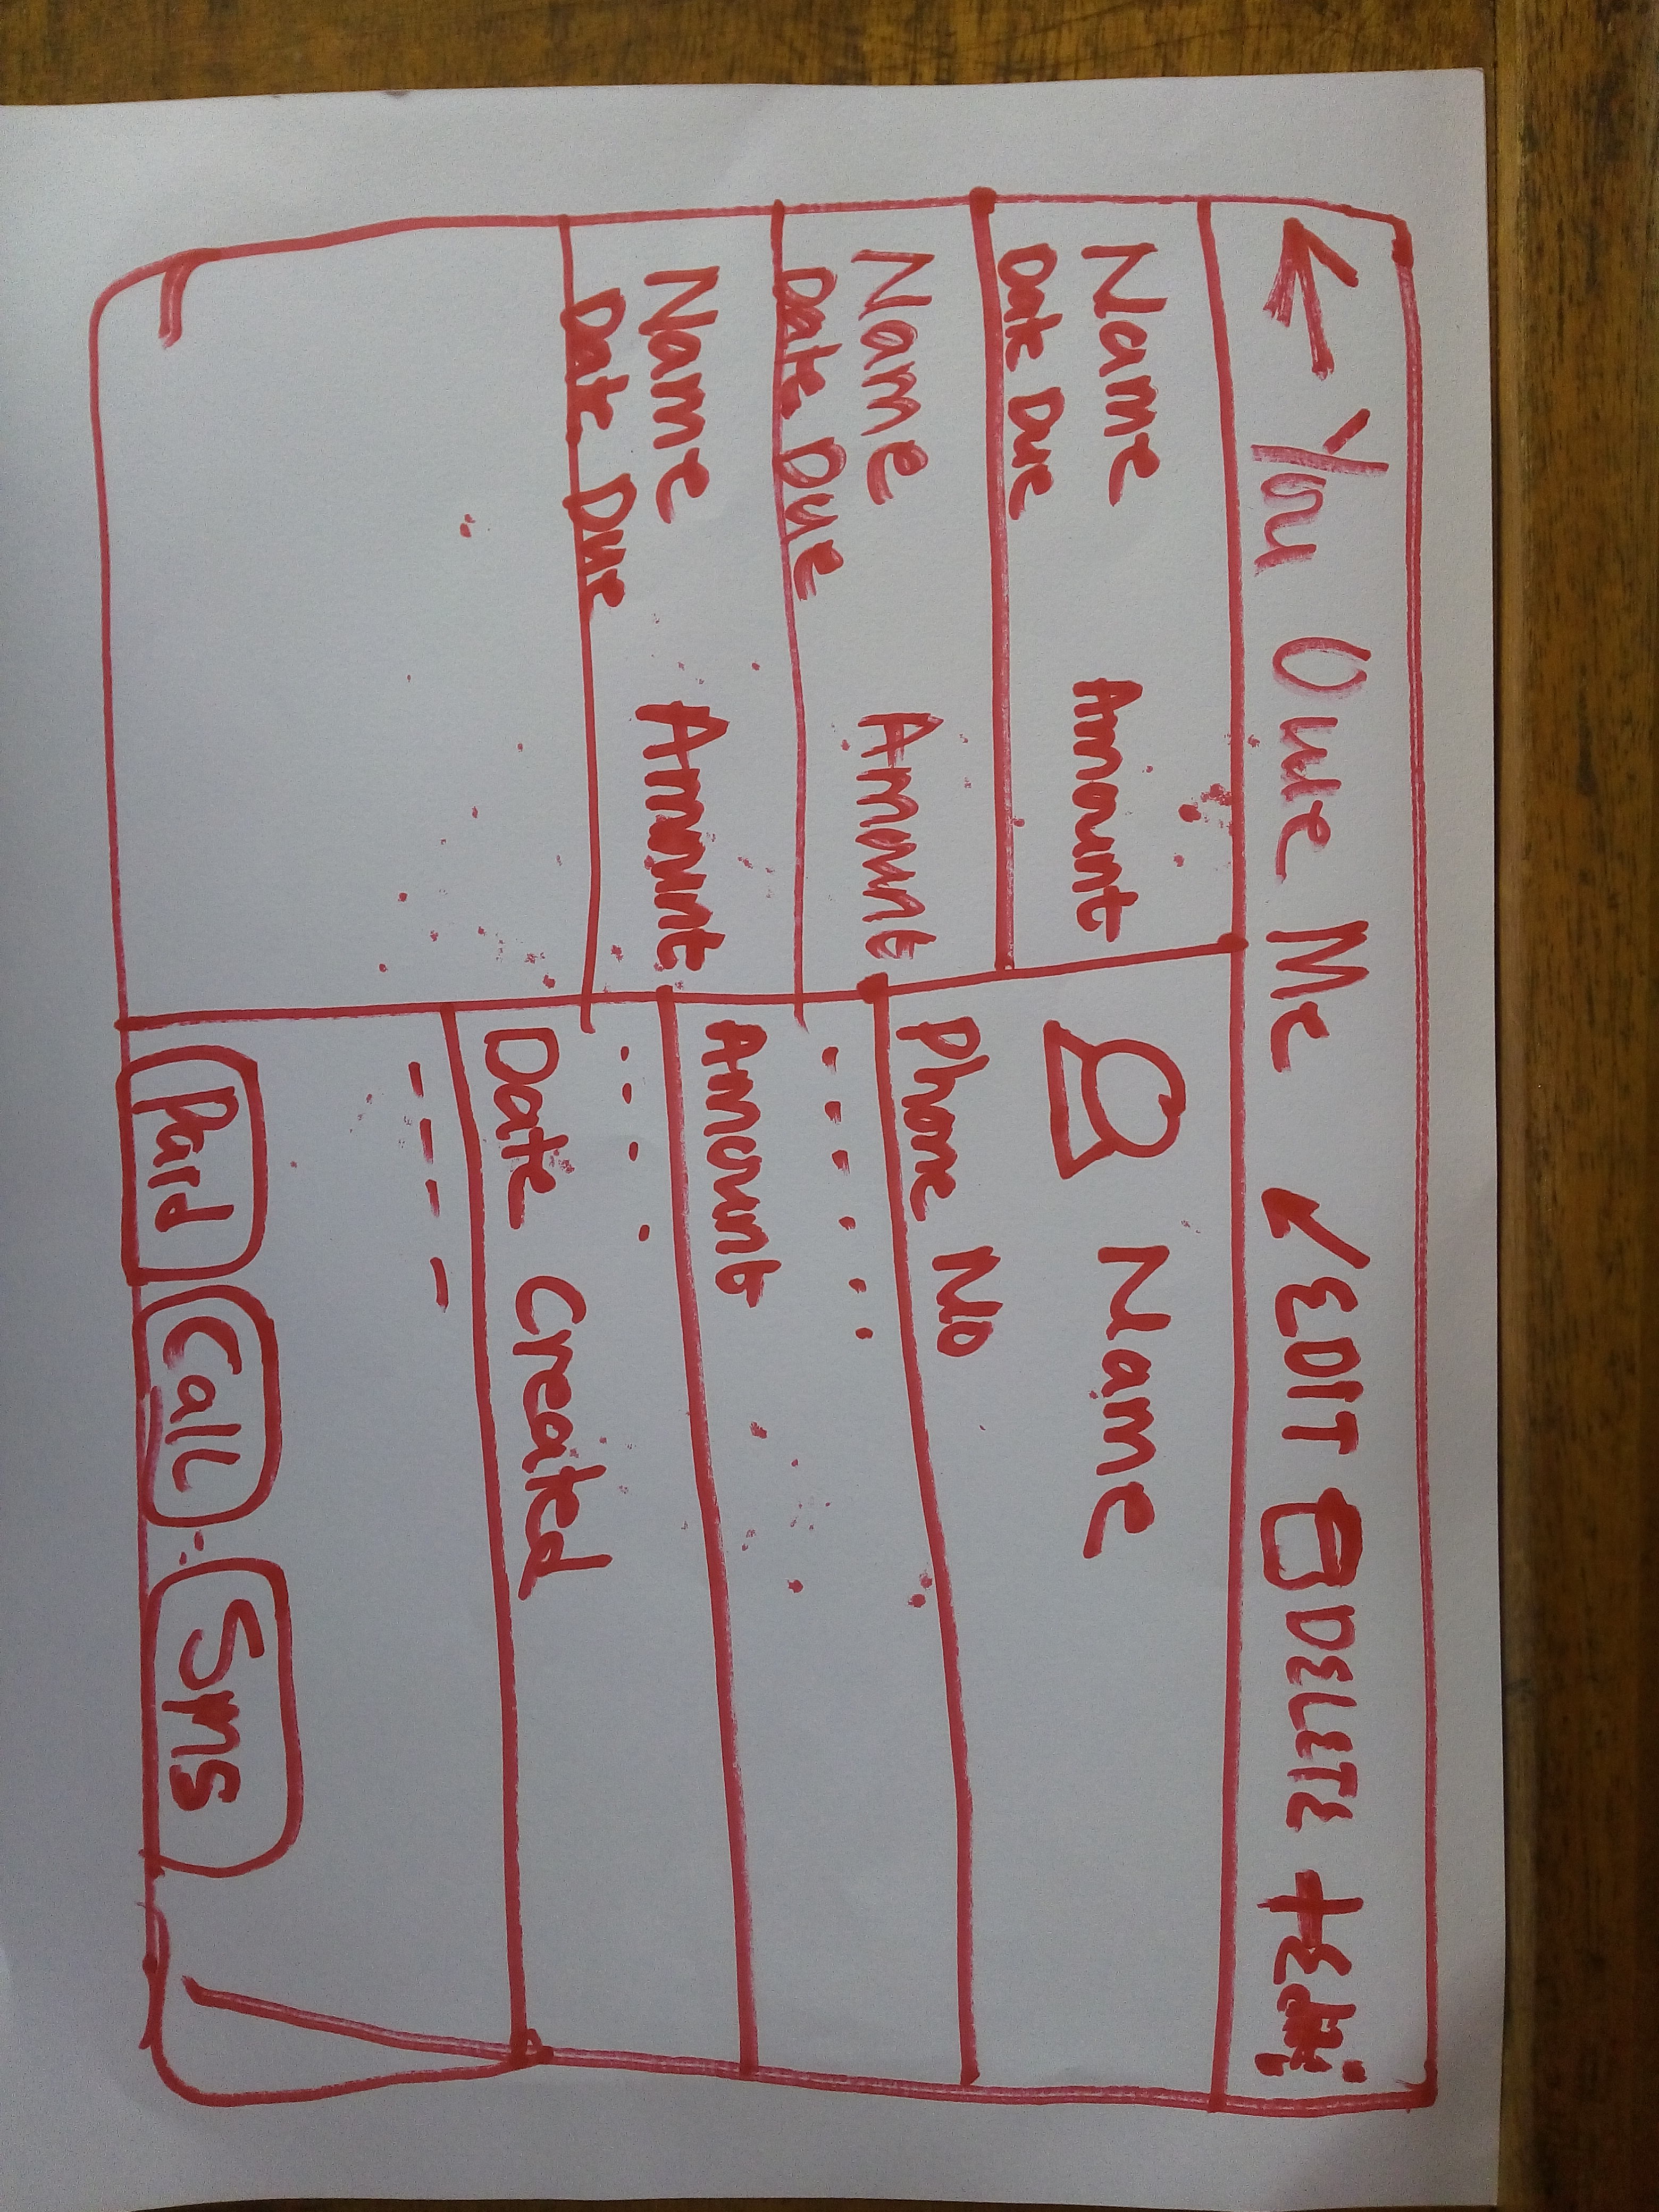 ← You Owe Me EDIT DELETE +
Name Amount
Date Due
Name Amount
Date Due
Name Amount
Date Due
Name
Phone No
Amount
Date Created
Paid Call SMS